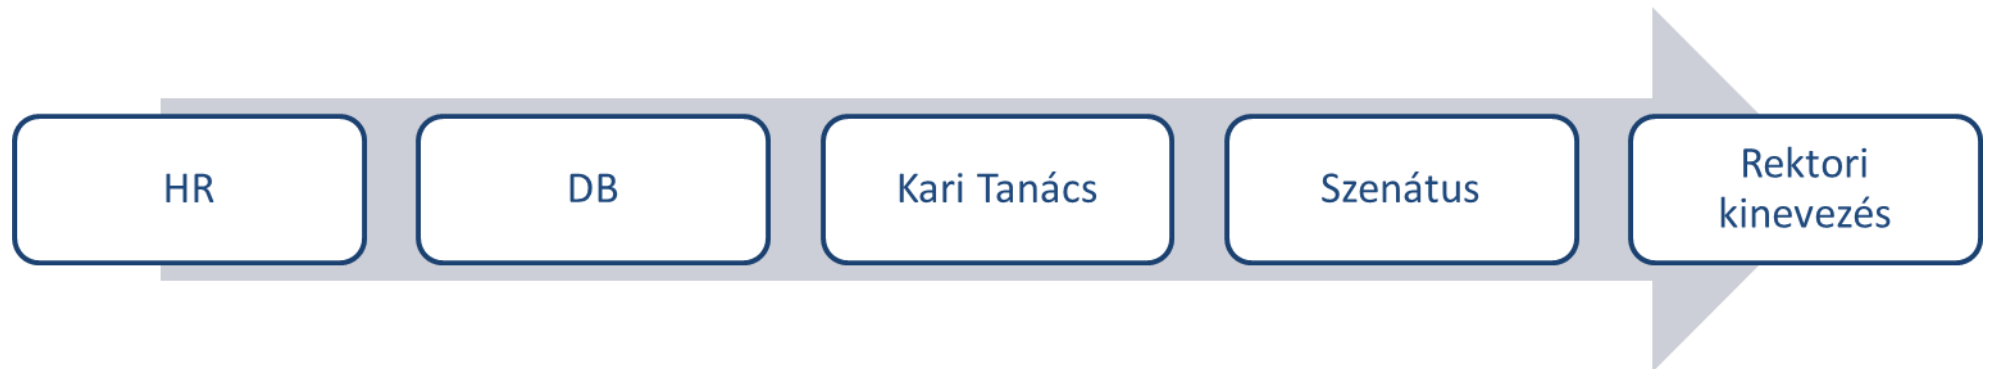 HR
DB
Kari Tanács
Szenátus
Rektori
kinevezés